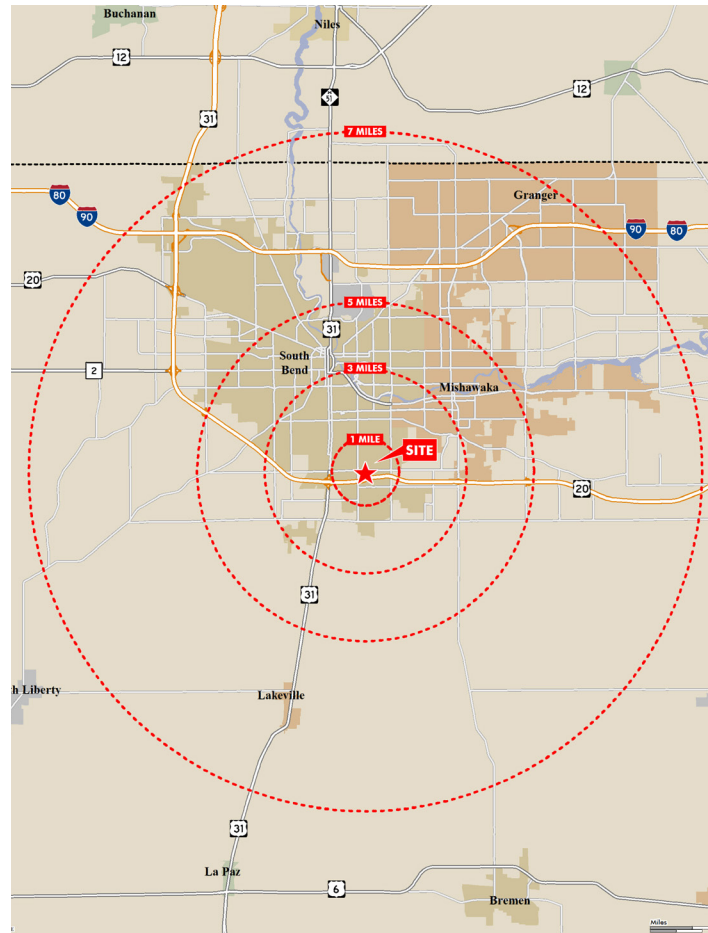 Buchanan
Niles
12
31
M
51
12
7 MILES
Granger
80
90
90
80
20
5 MILES
31
South
Bend
3 MILES
2
Mishawaka
1 MILE
SITE
20
31
h Liberty
Lakeville
31
La Paz
6
Bremen
Miles